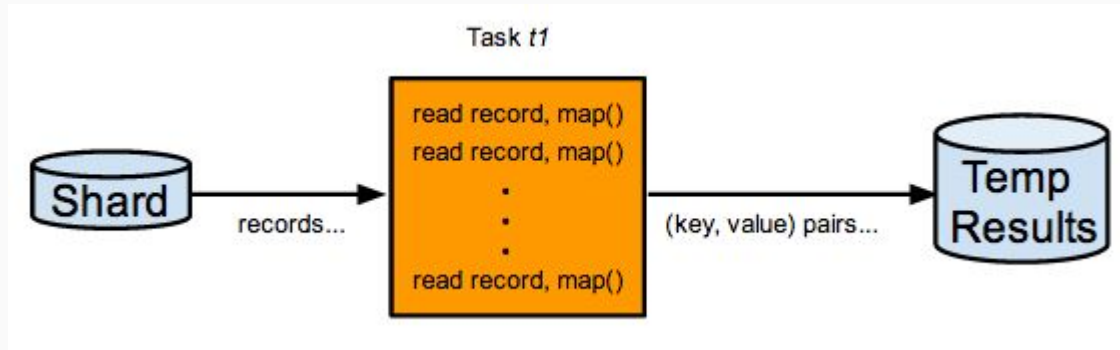 Task t1
read record, map()
read record, map()
.
.
.
read record, map()
Shard
records...
(key, value) pairs...
Temp
Results